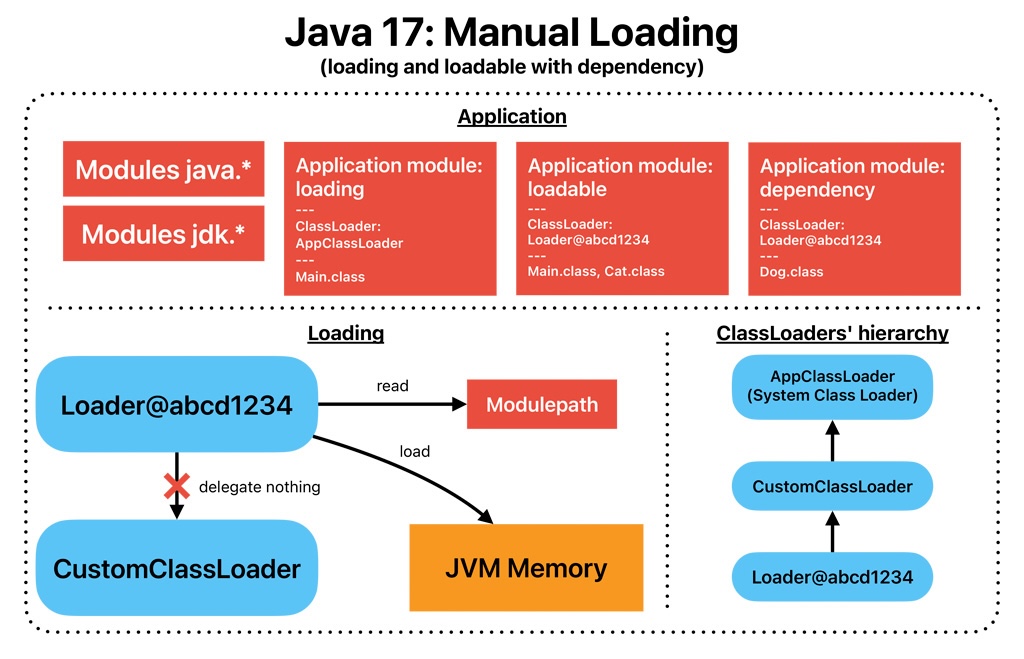 Java 17: Manual Loading
(loading and loadable with dependency)
Application
Modules java.*
Modules jdk.*
Application module:
loading
---
ClassLoader:
AppClassLoader
---
Main.class
Application module:
loadable
---
ClassLoader:
Loader@abcd1234
---
Main.class, Cat.class
Application module:
dependency
---
ClassLoader:
Loader@abcd1234
---
Dog.class
Loading
Loader@abcd1234
read
Modulepath
load
delegate nothing
CustomClassLoader
JVM Memory
ClassLoaders' hierarchy
AppClassLoader
(System Class Loader)
CustomClassLoader
Loader@abcd1234